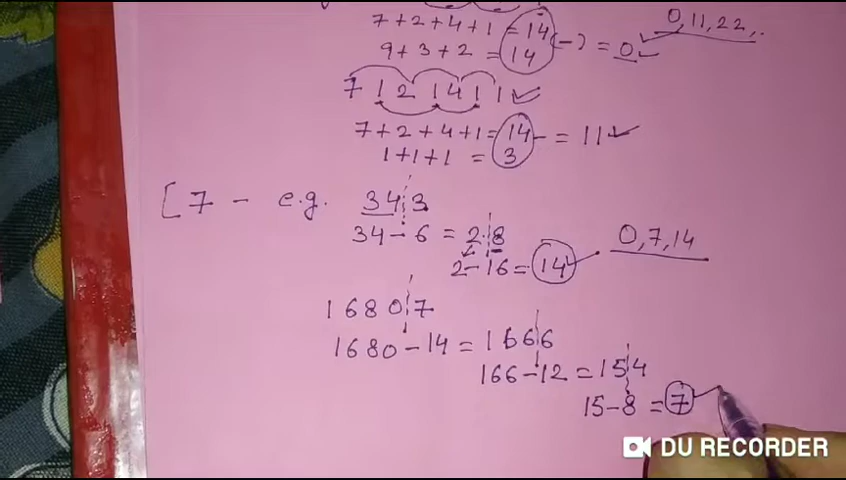 7+2+4+1 = 14
9+3+2 = 14 (-) = 0
0,11,22,..
7 1 2 1 4 1 1
7+2+4+1 = 14 - = 11
1+1+1 = 3
[7 - e.g. 343
34-6 = 28
2-16 = 14
0,7,14
16807
1680-14 = 1666
166-12 = 154
15-8 = 7
DU RECORDER